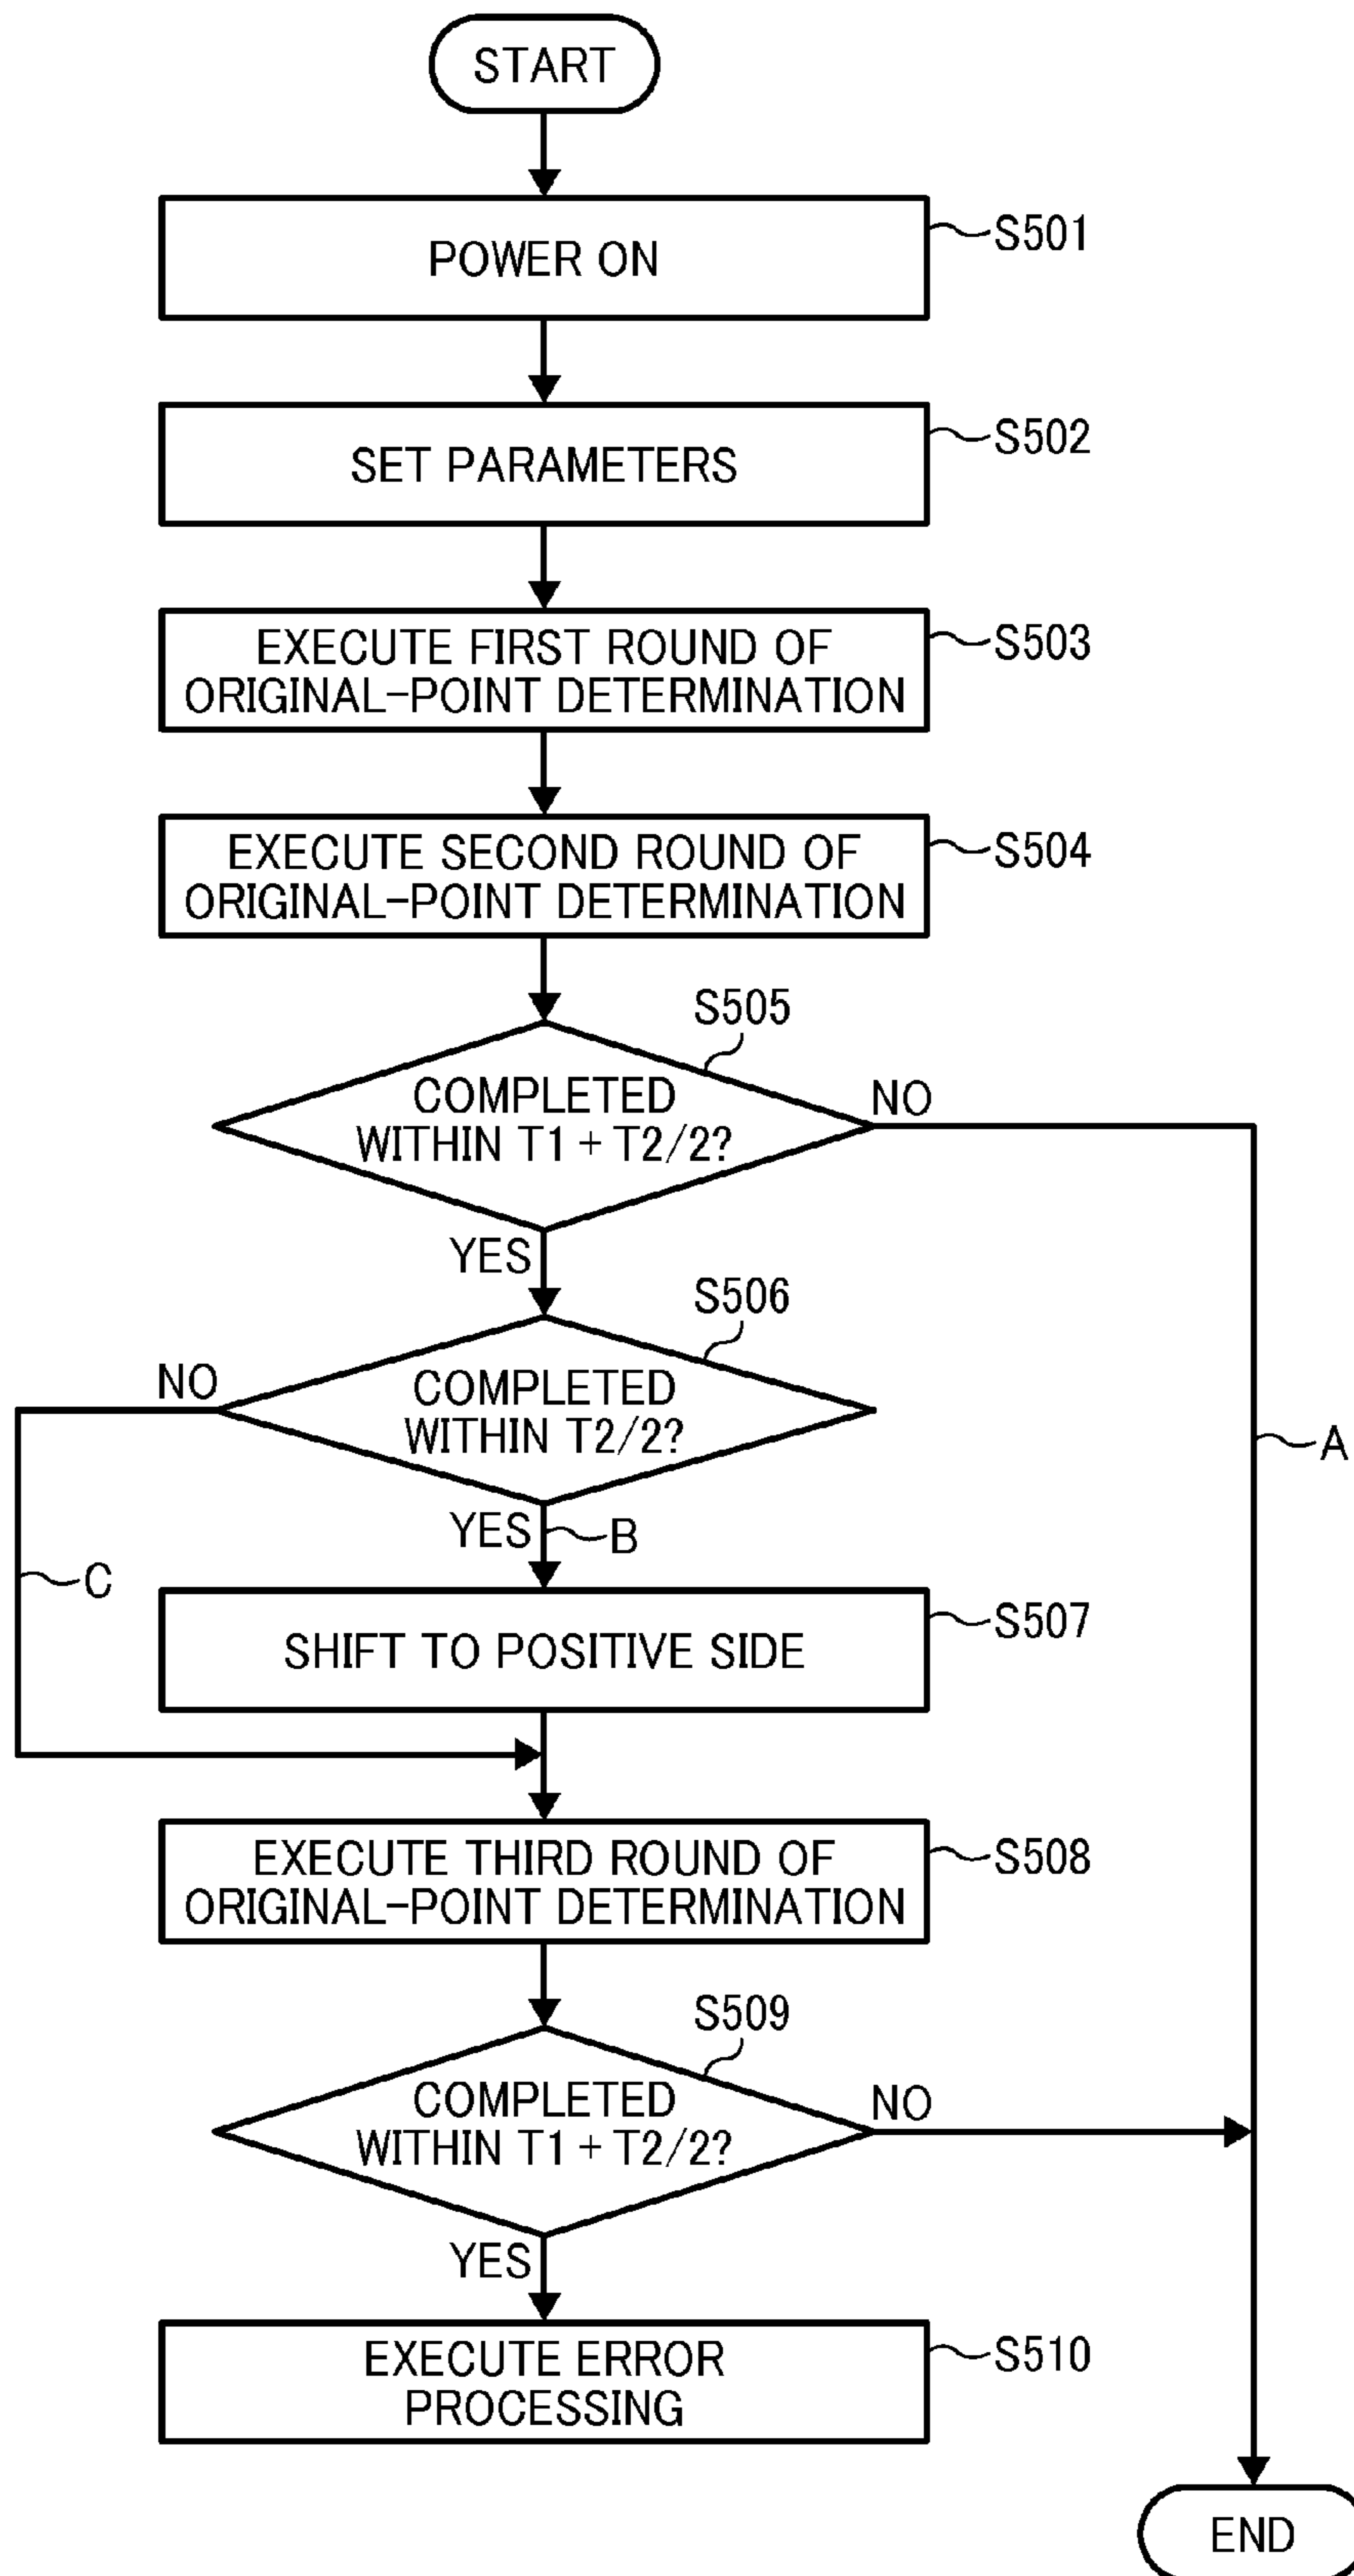 START
POWER ON
S501
SET PARAMETERS
S502
EXECUTE FIRST ROUND OF
ORIGINAL-POINT DETERMINATION
S503
EXECUTE SECOND ROUND OF
ORIGINAL-POINT DETERMINATION
S504
S505
COMPLETED
WITHIN T1 + T2/2?
NO
YES
S506
NO
COMPLETED
WITHIN T2/2?
A
YES
B
C
SHIFT TO POSITIVE SIDE
S507
EXECUTE THIRD ROUND OF
ORIGINAL-POINT DETERMINATION
S508
S509
COMPLETED
WITHIN T1 + T2/2?
NO
YES
EXECUTE ERROR
PROCESSING
S510
END